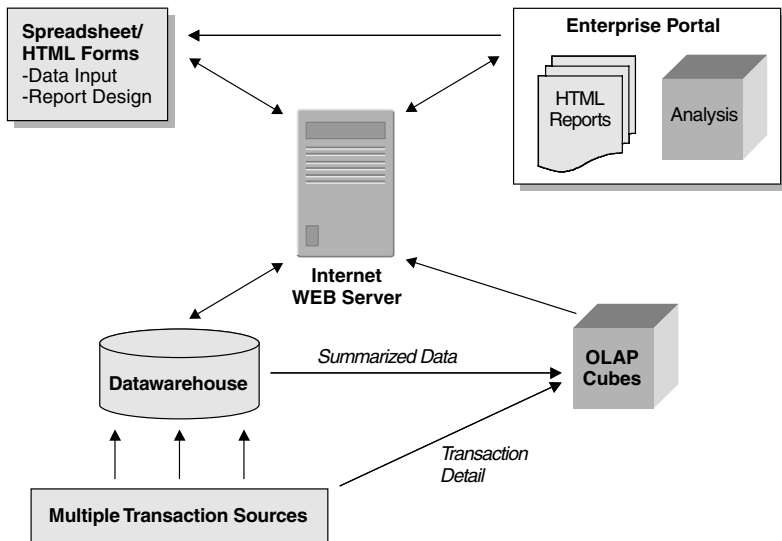 Spreadsheet/
HTML Forms
-Data Input
-Report Design
Enterprise Portal
HTML
Reports
Analysis
Internet
WEB Server
Datawarehouse
Summarized Data
OLAP
Cubes
Transaction
Detail
Multiple Transaction Sources